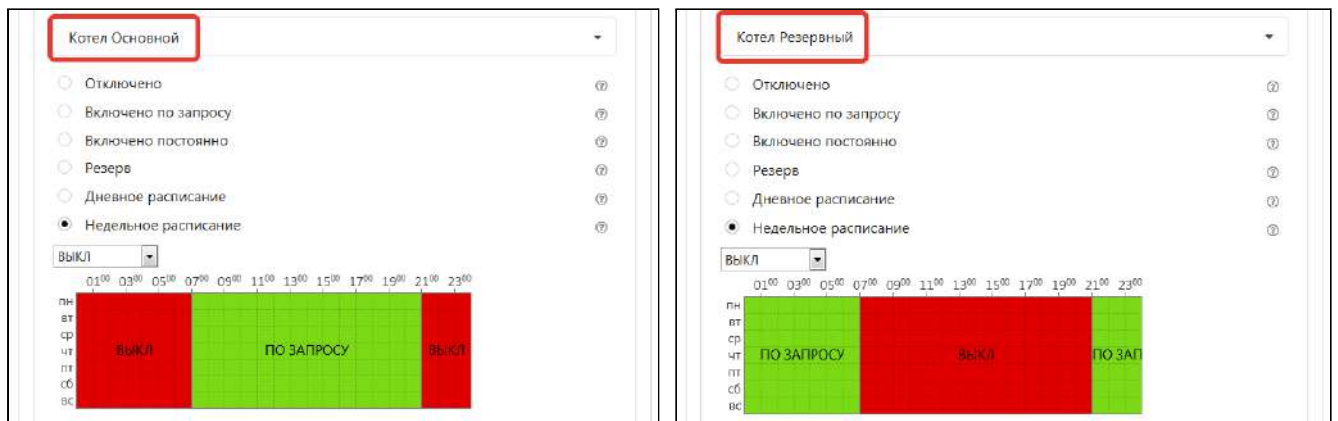 Котел Основной
Отключено
Включено по запросу
Включено постоянно
Резерв
Дневное расписание
Недельное расписание
ВЫКЛ
01⁰⁰ 03⁰⁰ 05⁰⁰ 07⁰⁰ 09⁰⁰ 11⁰⁰ 13⁰⁰ 15⁰⁰ 17⁰⁰ 19⁰⁰ 21⁰⁰ 23⁰⁰
пн
вт
ср
чт ВЫКЛ ПО ЗАПРОСУ ВЫКЛ
пт
сб
вс
Котел Резервный
Отключено
Включено по запросу
Включено постоянно
Резерв
Дневное расписание
Недельное расписание
ВЫКЛ
01⁰⁰ 03⁰⁰ 05⁰⁰ 07⁰⁰ 09⁰⁰ 11⁰⁰ 13⁰⁰ 15⁰⁰ 17⁰⁰ 19⁰⁰ 21⁰⁰ 23⁰⁰
пн
вт
ср
чт ПО ЗАПРОСУ ВЫКЛ ПО ЗАП
пт
сб
вс